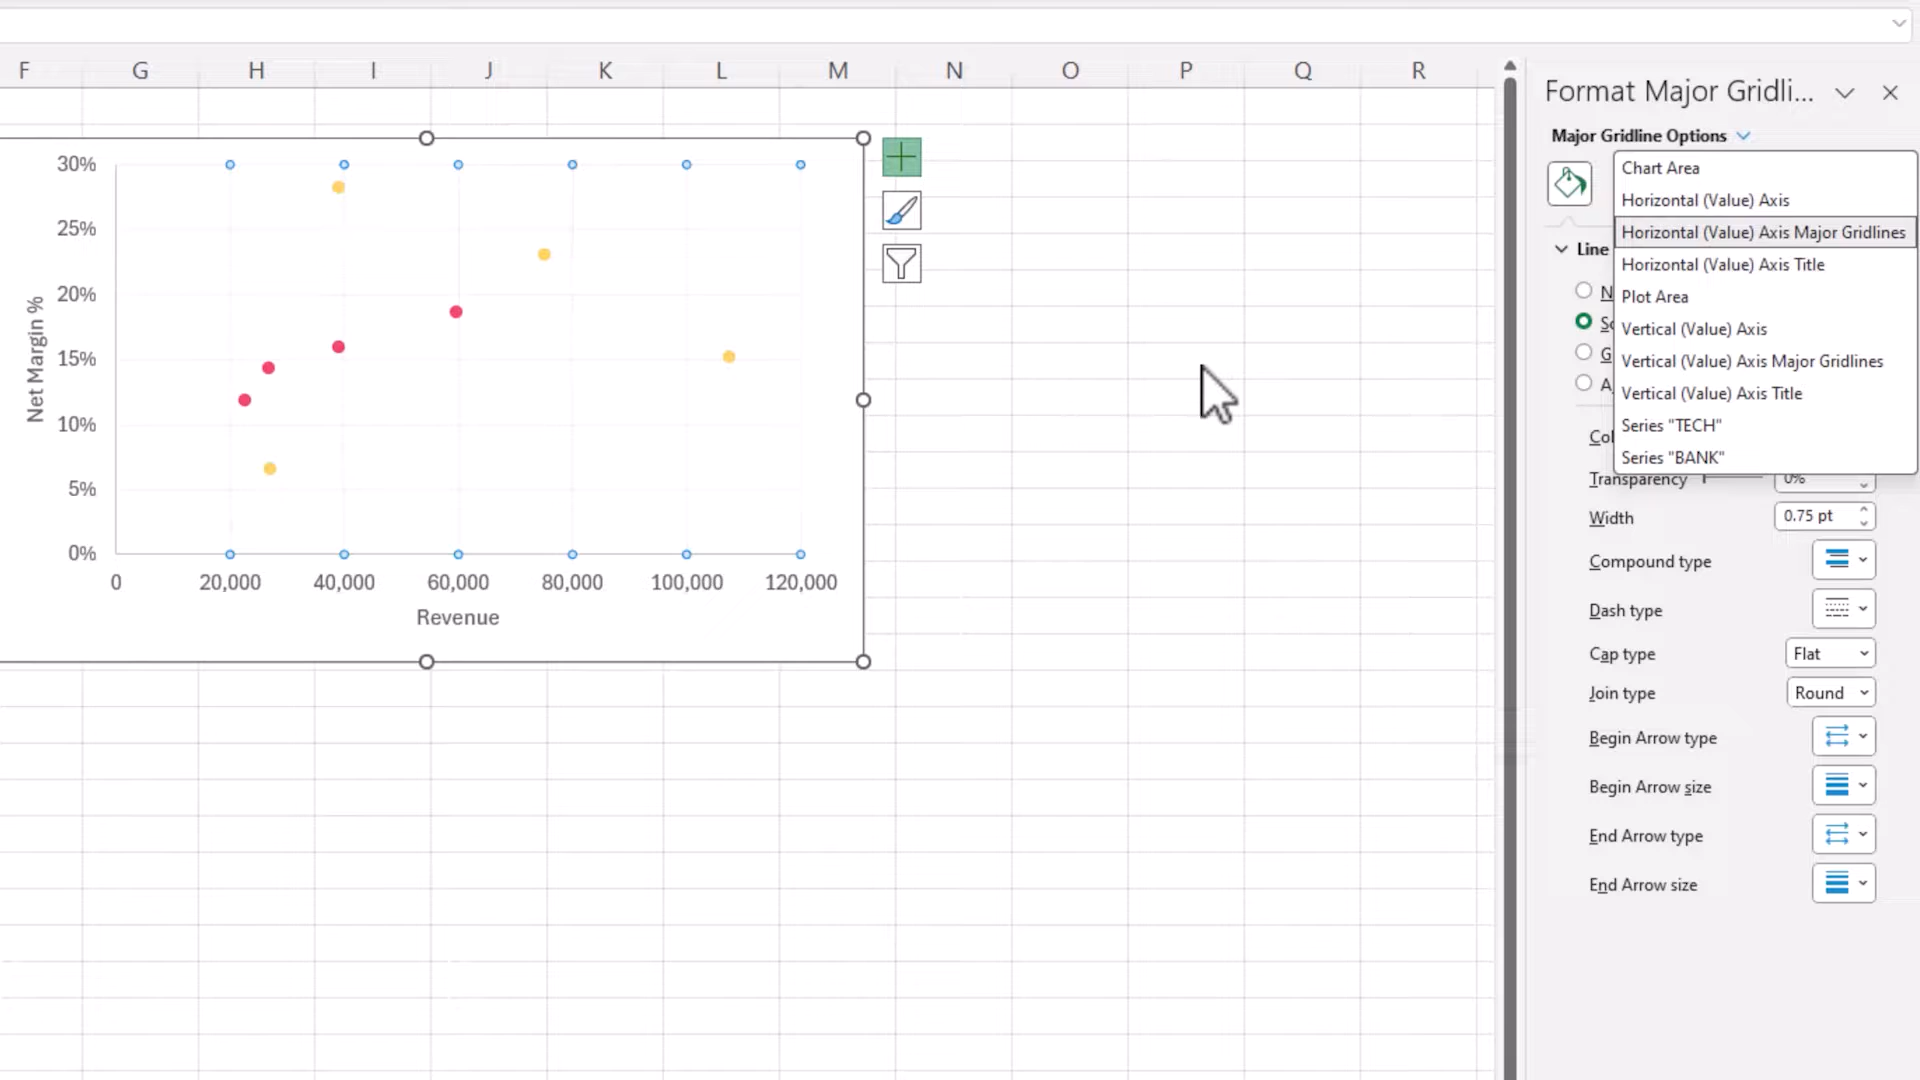 F G H I J K L M N O P Q R
Format Major Gridli...
Major Gridline Options
Chart Area
Horizontal (Value) Axis
Horizontal (Value) Axis Major Gridlines
Horizontal (Value) Axis Title
Plot Area
Vertical (Value) Axis
Vertical (Value) Axis Major Gridlines
Vertical (Value) Axis Title
Series "TECH"
Series "BANK"
Line
N
So
G
A
Col
Transparency 0%
Width 0.75 pt
Compound type
Dash type
Cap type Flat
Join type Round
Begin Arrow type
Begin Arrow size
End Arrow type
End Arrow size
30%
25%
20%
15%
10%
5%
0%
Net Margin %
0 20,000 40,000 60,000 80,000 100,000 120,000
Revenue